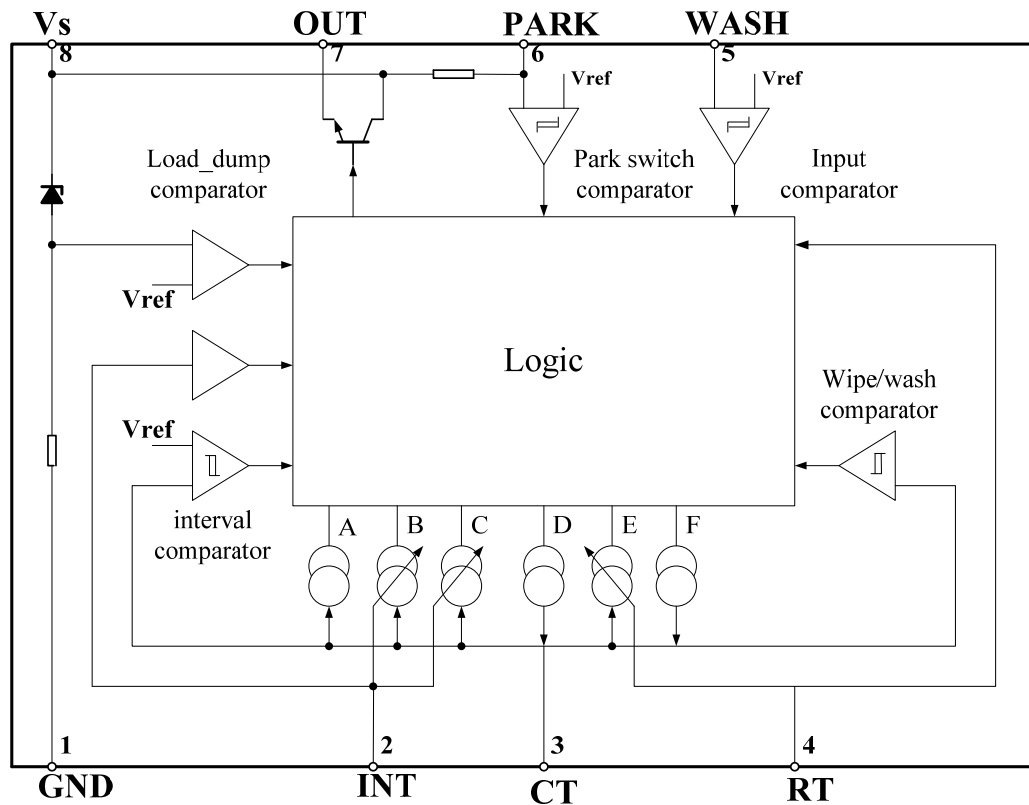 Vs OUT PARK WASH
8 7 6 5
Vref Vref
Load_dump
comparator
Park switch
comparator
Input
comparator
Vref
Logic
Wipe/wash
comparator
Vref
interval
comparator
A B C D E F
1 2 3 4
GND INT CT RT